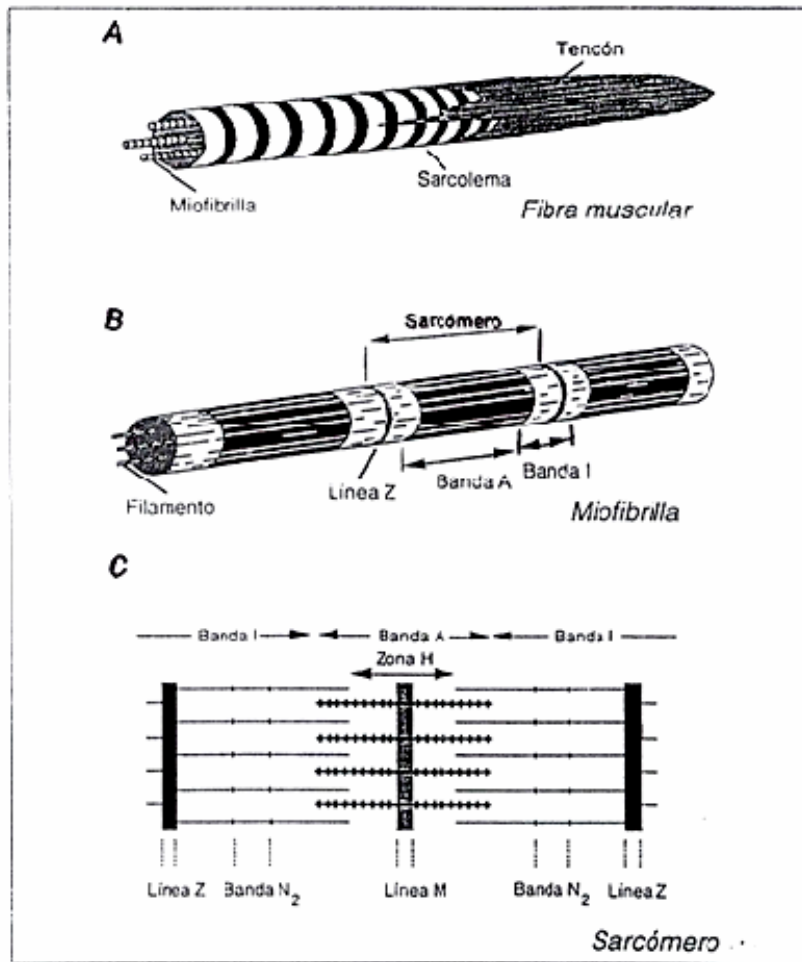 A
Tencón
Miofibrilla
Sarcolema
Fibra muscular
B
Sarcómero
Filamento
Línea Z
Banda A
Banda I
Miofibrilla
C
Banda I
Banda A
Banda I
Zona H
Línea Z
Banda N2
Línea M
Banda N2
Línea Z
Sarcómero